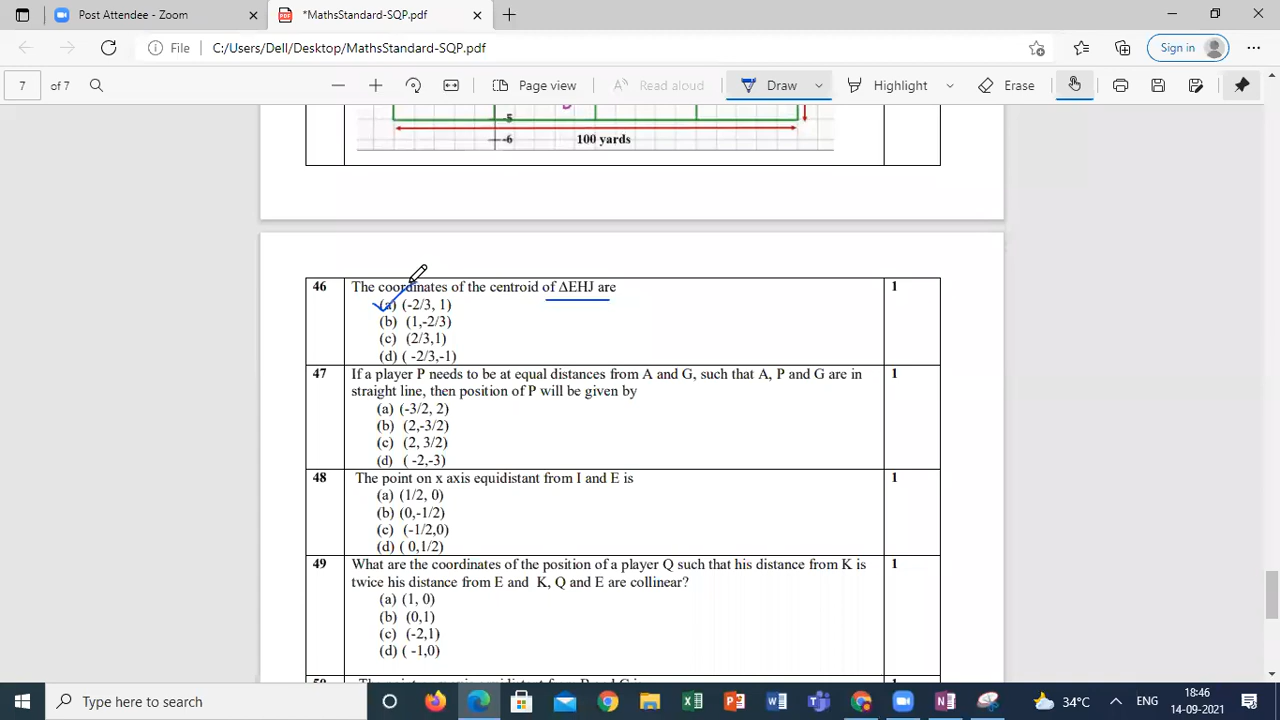 Post Attendee - Zoom
*MathsStandard-SQP.pdf
File
C:/Users/Dell/Desktop/MathsStandard-SQP.pdf
Sign in
7 of 7
Page view
Read aloud
Draw
Highlight
Erase
-5
-6
100 yards
46 The coordinates of the centroid of ΔEHJ are 1
(a) (-2/3, 1)
(b) (1,-2/3)
(c) (2/3,1)
(d) ( -2/3,-1)
47 If a player P needs to be at equal distances from A and G, such that A, P and G are in 1
straight line, then position of P will be given by
(a) (-3/2, 2)
(b) (2,-3/2)
(c) (2, 3/2)
(d) ( -2,-3)
48 The point on x axis equidistant from I and E is
(a) (1/2, 0)
(b) (0,-1/2)
(c) (-1/2,0)
(d) ( 0,1/2)
1
49 What are the coordinates of the position of a player Q such that his distance from K is 1
twice his distance from E and K, Q and E are collinear?
(a) (1, 0)
(b) (0,1)
(c) (-2,1)
(d) ( -1,0)
Type here to search
34°C
ENG
18:46
14-09-2021